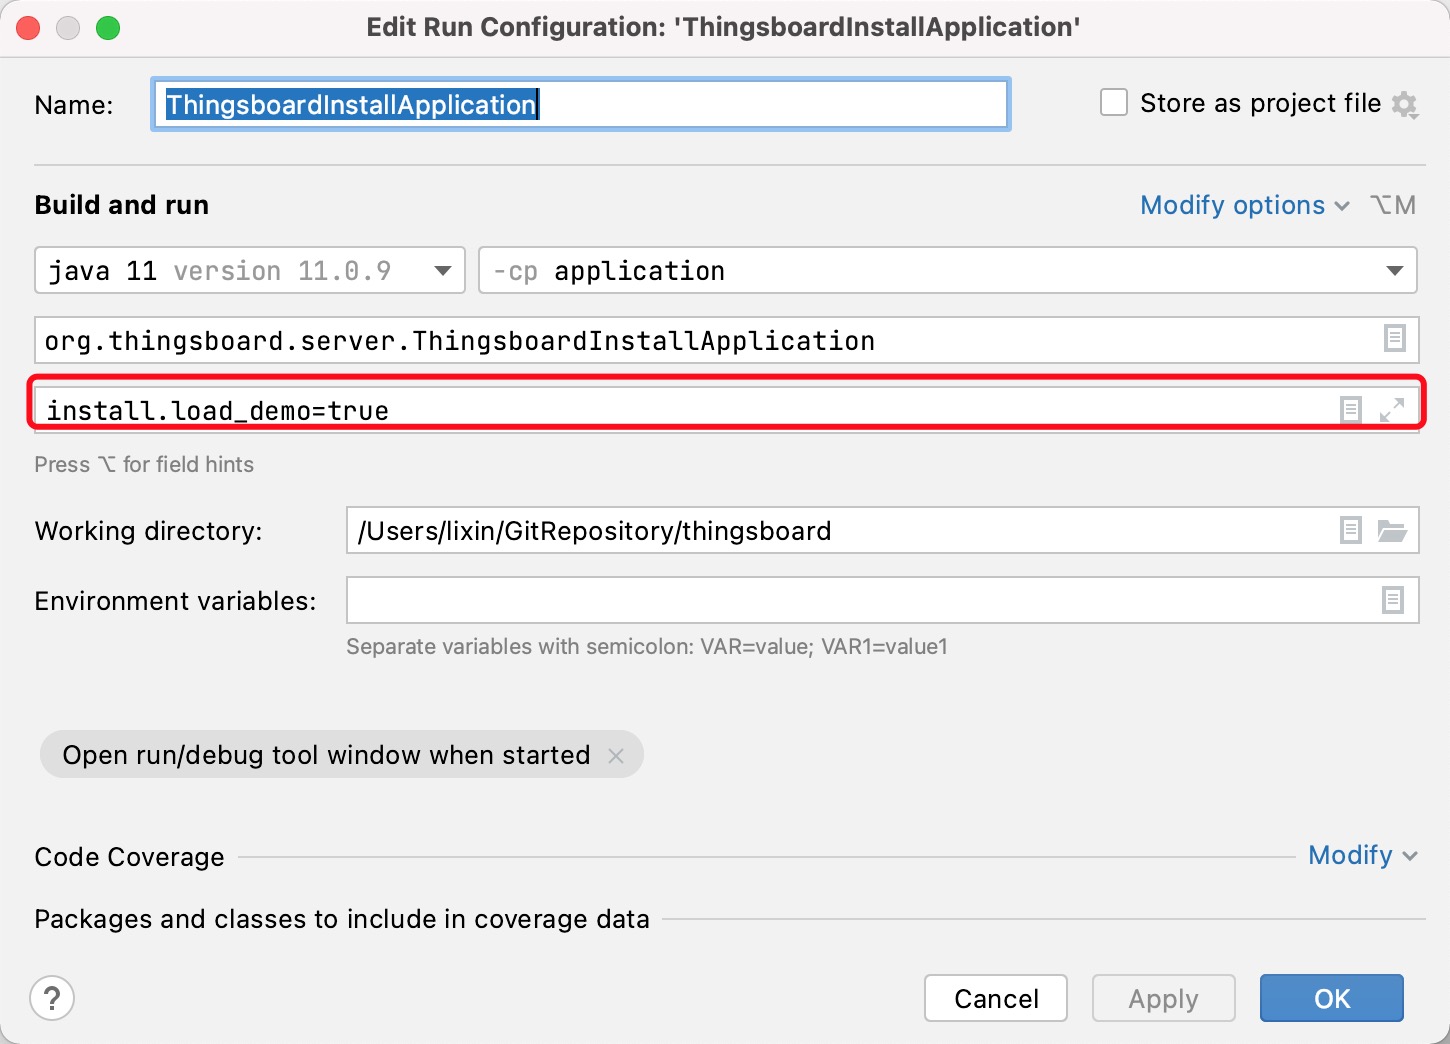 Edit Run Configuration: 'ThingsboardInstallApplication'
Name: ThingsboardInstallApplication Store as project file
Build and run Modify options ⌥M
java 11 version 11.0.9 -cp application
org.thingsboard.server.ThingsboardInstallApplication
install.load_demo=true
Press ⌥ for field hints
Working directory: /Users/lixin/GitRepository/thingsboard
Environment variables:
Separate variables with semicolon: VAR=value; VAR1=value1
Open run/debug tool window when started ×
Code Coverage Modify
Packages and classes to include in coverage data
? Cancel Apply OK